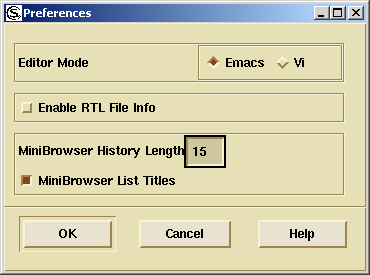 Preferences
Editor Mode Emacs Vi
Enable RTL File Info
MiniBrowser History Length 15
MiniBrowser List Titles
OK Cancel Help